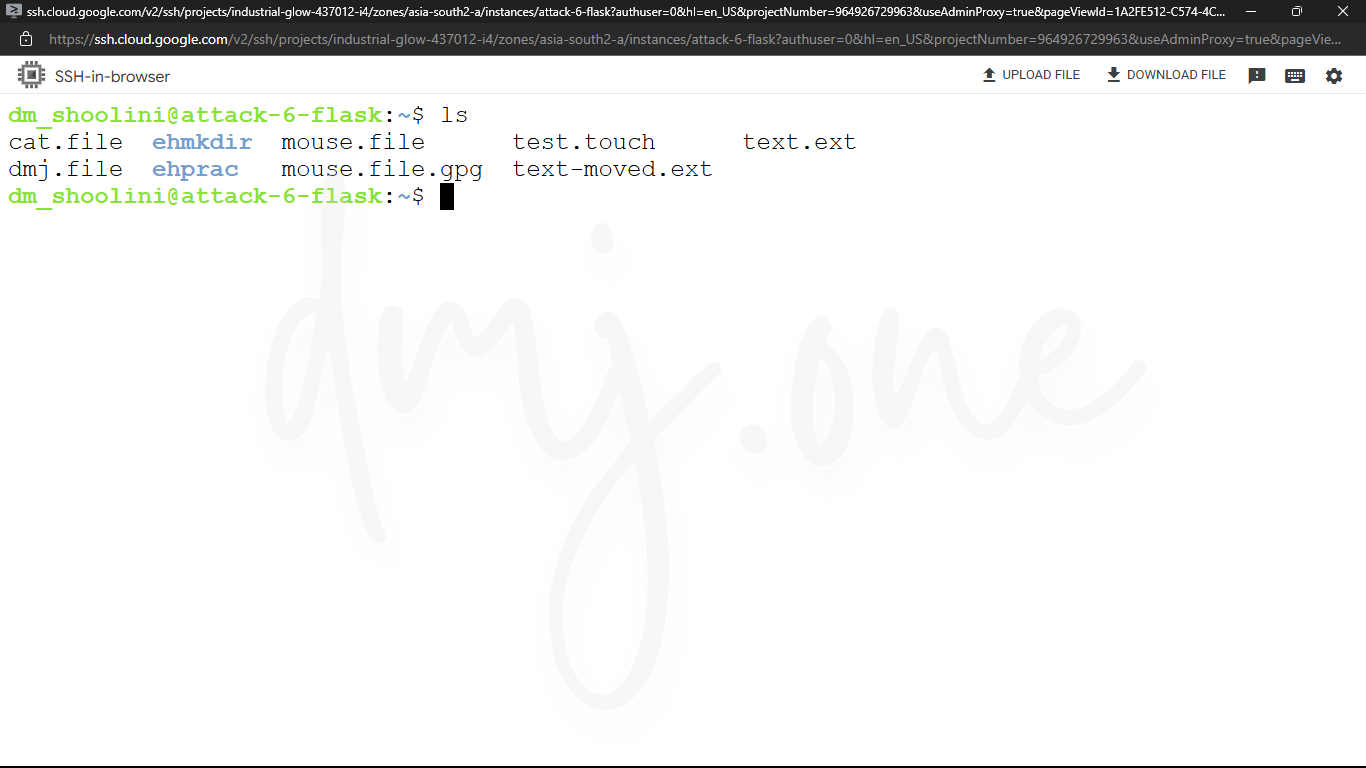 ssh.cloud.google.com/v2/ssh/projects/industrial-glow-437012-i4/zones/asia-south2-a/instances/attack-6-flask?authuser=0&hl=en_US&projectNumber=964926729963&useAdminProxy=true&pageViewId=1A2FE512-C574-4C...
https://ssh.cloud.google.com/v2/ssh/projects/industrial-glow-437012-i4/zones/asia-south2-a/instances/attack-6-flask?authuser=0&hl=en_US&projectNumber=964926729963&useAdminProxy=true&pageVie...
SSH-in-browser UPLOAD FILE DOWNLOAD FILE
dm_shoolini@attack-6-flask:~$ ls
cat.file ehmkdir mouse.file test.touch text.ext
dmj.file ehprac mouse.file.gpg text-moved.ext
dm_shoolini@attack-6-flask:~$
dmj.one